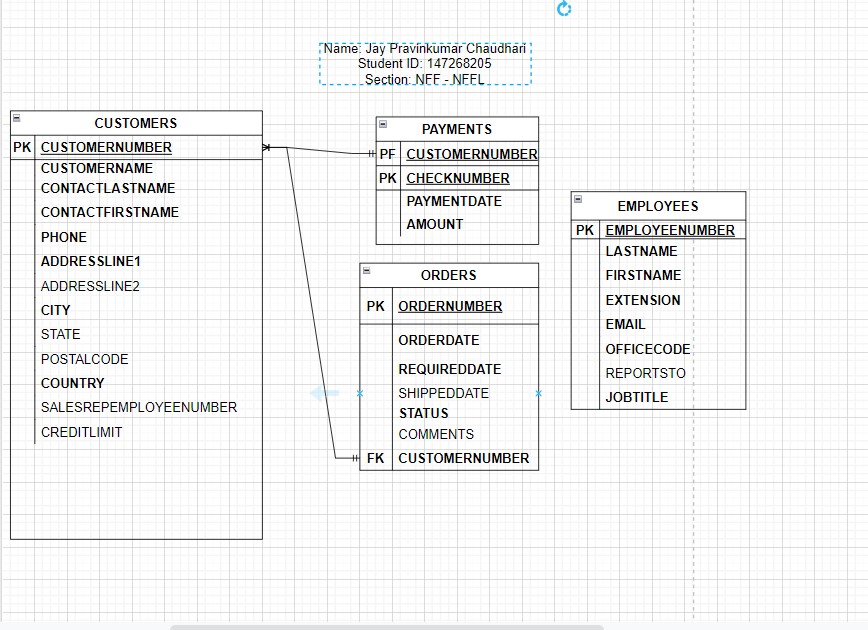 Name: Jay Pravinkumar Chaudhari
Student ID: 147268205
Section: NFF - NFFL
CUSTOMERS
PK CUSTOMERNUMBER
CUSTOMERNAME
CONTACTLASTNAME
CONTACTFIRSTNAME
PHONE
ADDRESSLINE1
ADDRESSLINE2
CITY
STATE
POSTALCODE
COUNTRY
SALESREPEMPLOYEENUMBER
CREDITLIMIT
PAYMENTS
PF CUSTOMERNUMBER
PK CHECKNUMBER
PAYMENTDATE
AMOUNT
ORDERS
PK ORDERNUMBER
ORDERDATE
REQUIREDDATE
SHIPPEDDATE
STATUS
COMMENTS
FK CUSTOMERNUMBER
EMPLOYEES
PK EMPLOYEENUMBER
LASTNAME
FIRSTNAME
EXTENSION
EMAIL
OFFICECODE
REPORTSTO
JOBTITLE